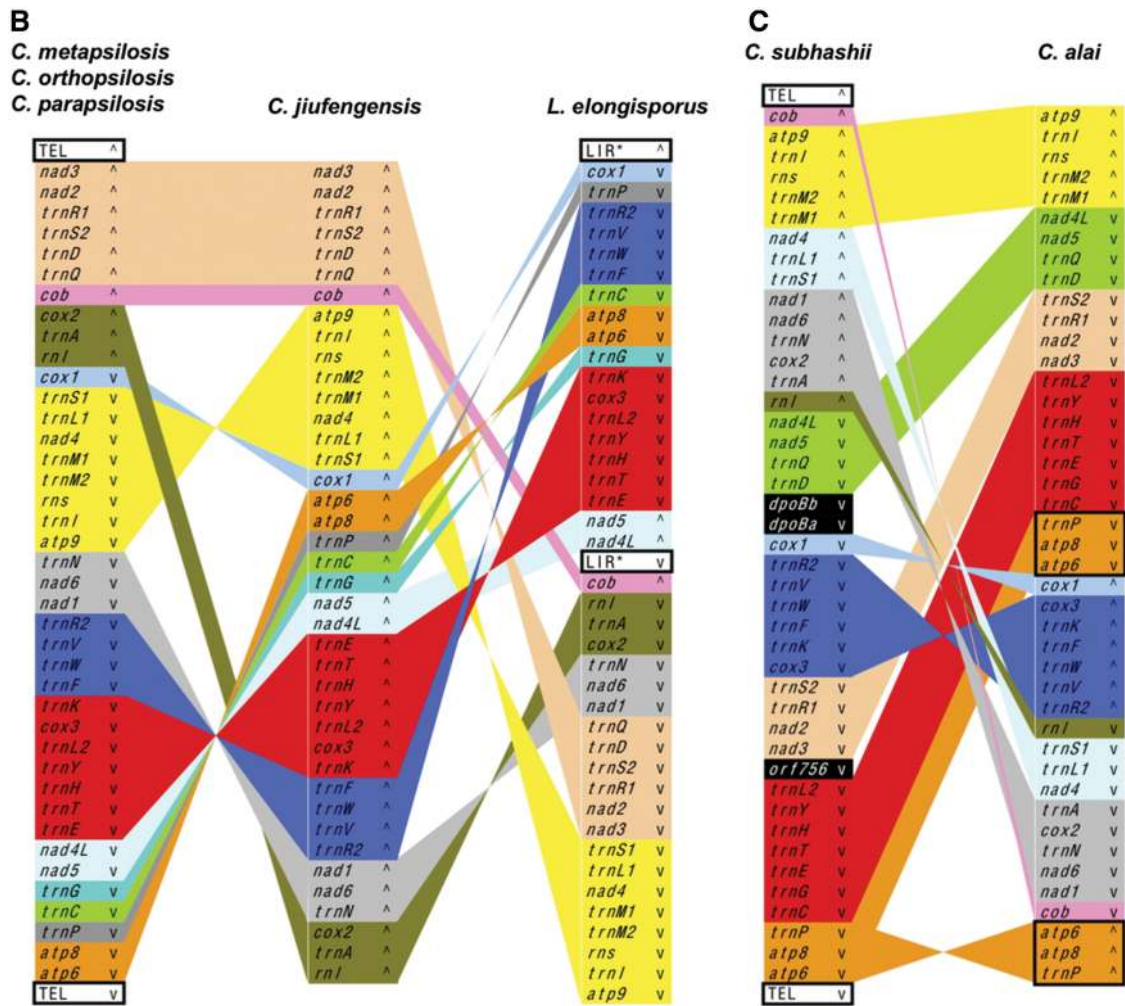 B
C. metapsilosis
C. orthopsilosis
C. parapsilosis
TEL ^
nad3 ^
nad2 ^
trnR1 ^
trnS2 ^
trnD ^
trnQ ^
cob ^
cox2 ^
trnA ^
rnl ^
cox1 v
trnS1 v
trnL1 v
nad4 v
trnM1 v
trnM2 v
rns v
trnI v
atp9 v
trnN v
nad6 v
nad1 v
trnR2 v
trnV v
trnW v
trnF v
trnK v
cox3 v
trnL2 v
trnY v
trnH v
trnT v
trnE v
nad4L v
nad5 v
trnG v
trnC v
trnP v
atp8 v
atp6 v
TEL v
C. jiufengensis
nad3 ^
nad2 ^
trnR1 ^
trnS2 ^
trnD ^
trnQ ^
cob ^
atp9 ^
trnI ^
rns ^
trnM2 ^
trnM1 ^
nad4 ^
trnL1 ^
trnS1 ^
cox1 ^
atp6 ^
atp8 ^
trnP ^
trnC ^
trnG ^
nad5 ^
nad4L ^
trnE ^
trnT ^
trnH ^
trnY ^
trnL2 ^
cox3 ^
trnK ^
trnF ^
trnW ^
trnV ^
trnR2 ^
nad1 ^
nad6 ^
trnN ^
cox2 ^
trnA ^
rnl ^
L. elongisporus
LIR* ^
cox1 v
trnP v
trnR2 v
trnV v
trnW v
trnF v
trnC v
atp8 v
atp6 v
trnG v
trnK v
cox3 v
trnL2 v
trnY v
trnH v
trnT v
trnE v
nad5 ^
nad4L ^
LIR* v
cob ^
rnl v
trnA v
cox2 v
trnN v
nad6 v
nad1 v
trnQ v
trnD v
trnS2 v
trnR1 v
nad2 v
nad3 v
trnS1 v
trnL1 v
nad4 v
trnM1 v
trnM2 v
rns v
trnI v
atp9 v
C
C. subhashii
TEL ^
cob ^
atp9 ^
trnI ^
rns ^
trnM2 ^
trnM1 ^
nad4 ^
trnL1 ^
trnS1 ^
nad1 ^
nad6 ^
trnN ^
cox2 ^
trnA ^
rnl ^
nad4L v
nad5 v
trnQ v
trnD v
dpoBb v
dpoBa v
cox1 v
trnR2 v
trnV v
trnW v
trnF v
trnK v
cox3 v
trnS2 v
trnR1 v
nad2 v
nad3 v
orf756 v
trnL2 v
trnY v
trnH v
trnT v
trnE v
trnG v
trnC v
trnP v
atp8 v
atp6 v
TEL v
C. alai
atp9 ^
trnI ^
rns ^
trnM2 ^
trnM1 ^
nad4L v
nad5 v
trnQ v
trnD v
trnS2 v
trnR1 v
nad2 v
nad3 v
trnL2 v
trnY v
trnH v
trnT v
trnE v
trnG v
trnC v
trnP v
atp8 v
atp6 v
cox1 ^
cox3 ^
trnK ^
trnF ^
trnW ^
trnV ^
trnR2 ^
rnl v
trnS1 v
trnL1 v
nad4 v
trnA v
cox2 v
trnN v
nad6 v
nad1 v
cob v
atp6 ^
atp8 ^
trnP ^